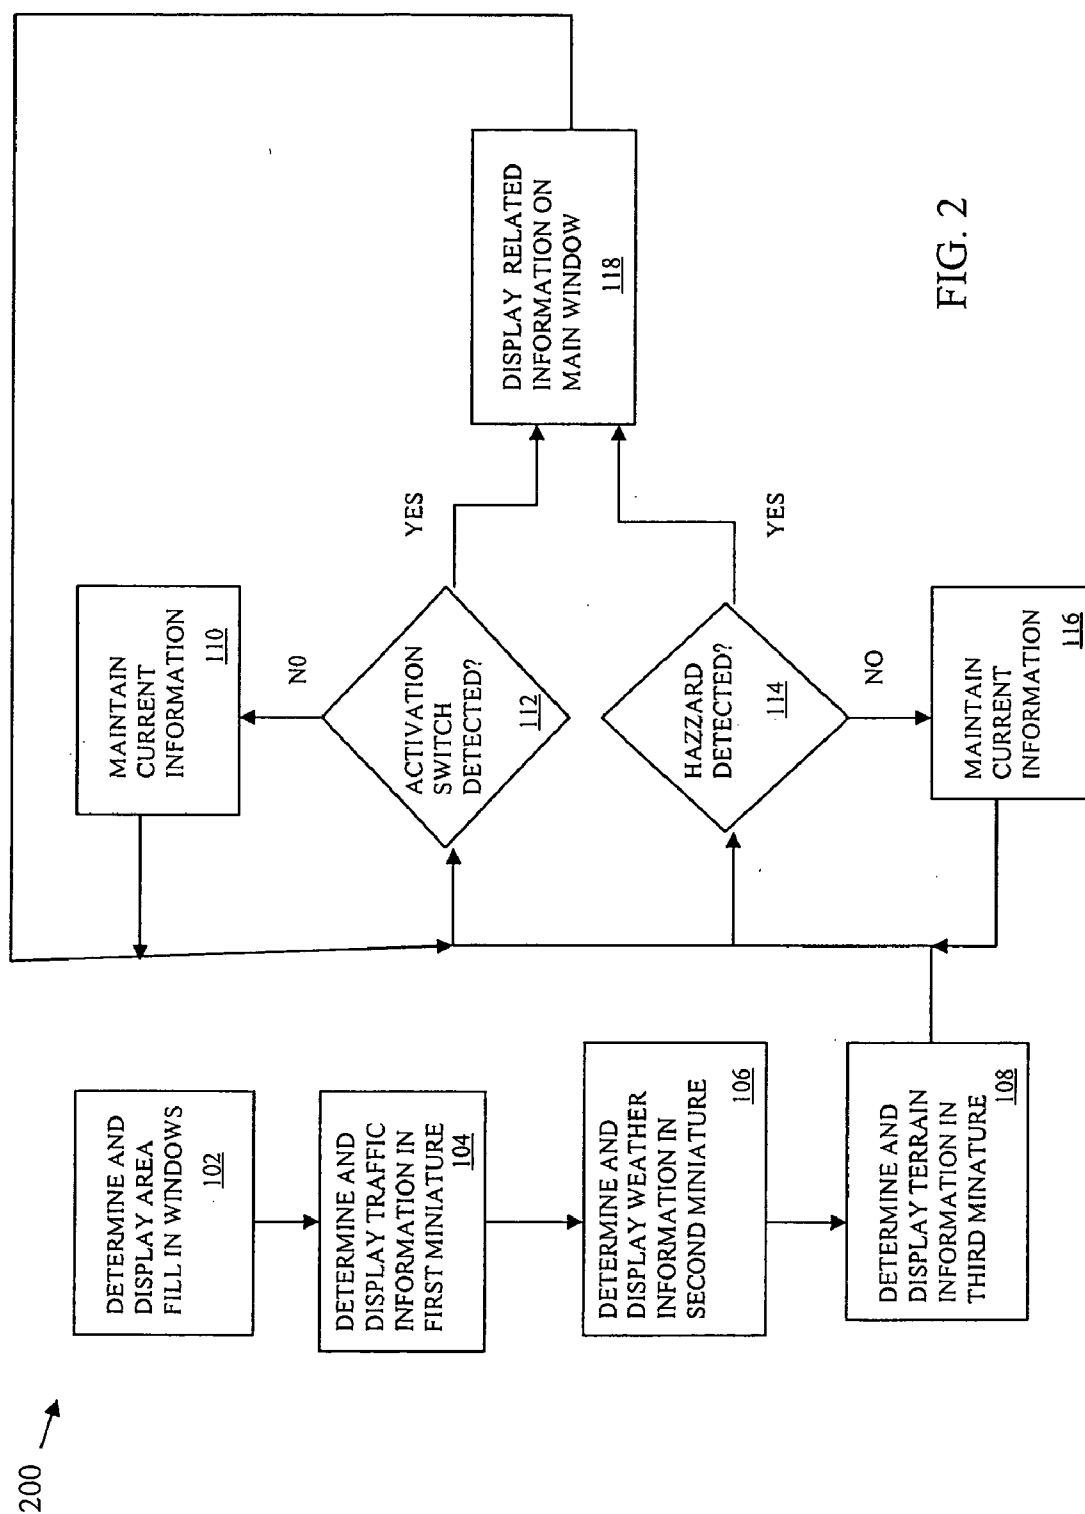 200
DETERMINE AND
DISPLAY AREA
FILL IN WINDOWS
102
DETERMINE AND
DISPLAY TRAFFIC
INFORMATION IN
FIRST MINIATURE
104
DETERMINE AND
DISPLAY WEATHER
INFORMATION IN
SECOND MINIATURE
106
DETERMINE AND
DISPLAY TERRAIN
INFORMATION IN
THIRD MINATURE
108
MAINTAIN
CURRENT
INFORMATION
110
N0
ACTIVATION
SWITCH
DETECTED?
112
YES
HAZZARD
DETECTED?
114
YES
NO
MAINTAIN
CURRENT
INFORMATION
116
DISPLAY RELATED
INFORMATION ON
MAIN WINDOW
118
FIG. 2